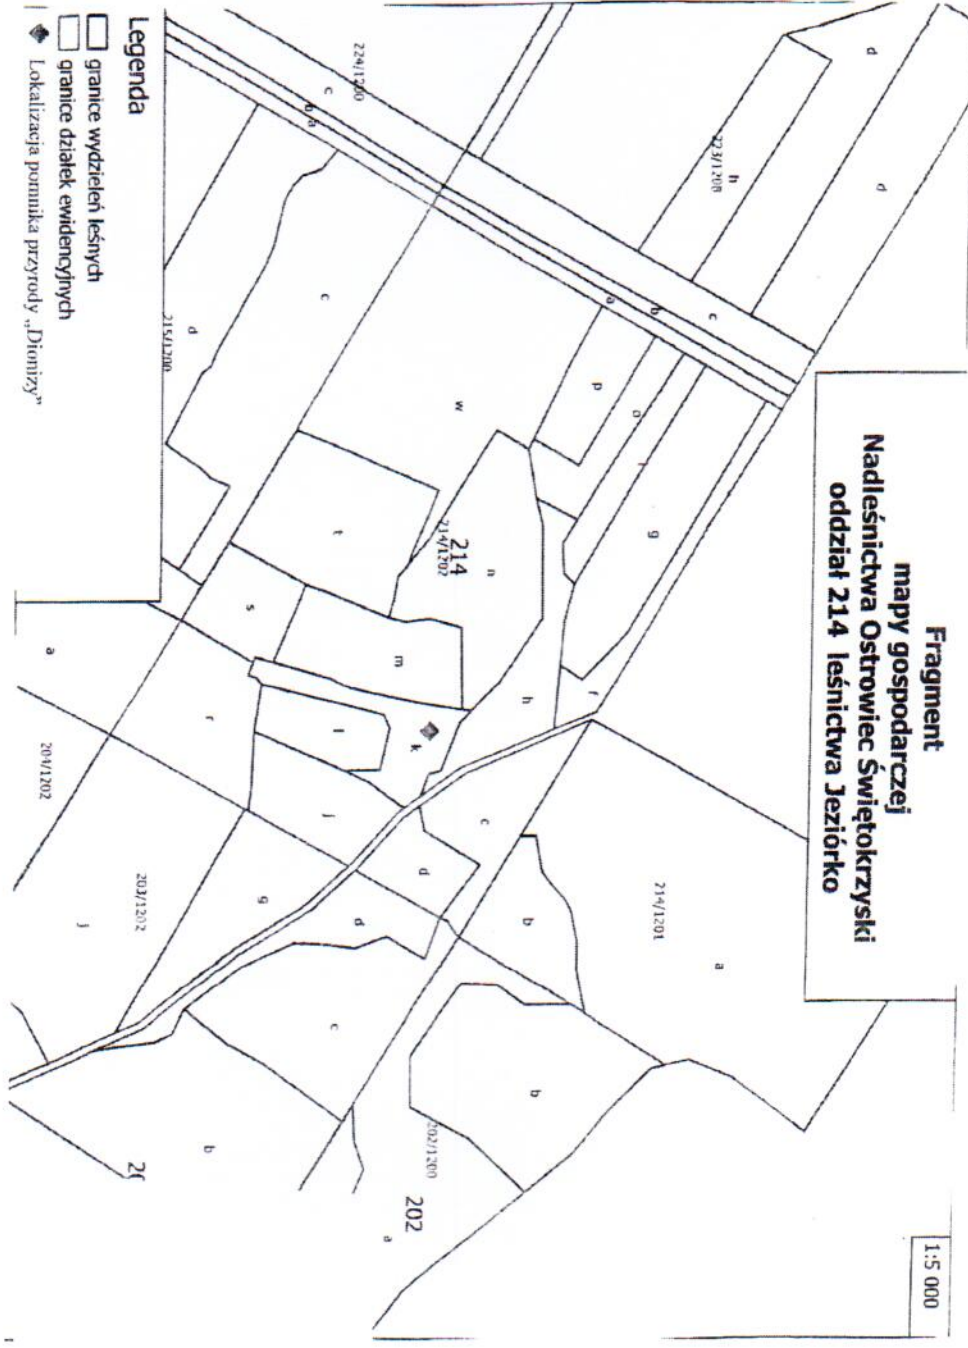 Fragment
mapy gospodarczej
Nadleśnictwa Ostrowiec Świętokrzyski
oddział 214 leśnictwa Jeziórko
1:5 000
d
d
h
223/1208
a
c
214/1201
b
g
o
a
p
f
b
b
h
n
c
214
w
214/1202
202/1200
d
k
202
m
a
d
224/1200
t
l
c
c
j
c
b
a
g
s
r
b
d
215/1200
203/1202
j
a
204/1202
Legenda
granice wydzieleń leśnych
granice działek ewidencyjnych
Lokalizacja pomnika przyrody „Dionizy”